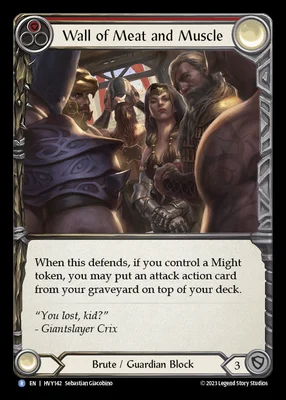 Wall of Meat and Muscle
When this defends, if you control a Might
token, you may put an attack action card
from your graveyard on top of your deck.
“You lost, kid?”
- Giantslayer Crix
Brute / Guardian Block
3
R EN | HVY142 Sebastian Giacobino
© 2023 Legend Story Studios